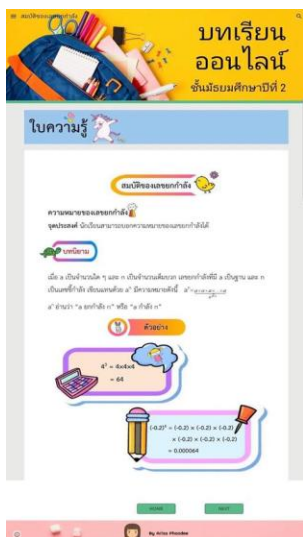 สมบัติของเลขยกกำลัง
บทเรียน
ออนไลน์
ชั้นมัธยมศึกษาปีที่ 2
ใบความรู้
สมบัติของเลขยกกำลัง
ความหมายของเลขยกกำลัง
จุดประสงค์ นักเรียนสามารถบอกความหมายของเลขยกกำลังได้
บทนิยาม
เมื่อ a เป็นจำนวนใด ๆ และ n เป็นจำนวนเต็มบวก เลขยกกำลังที่มี a เป็นฐาน และ n
เป็นเลขชี้กำลัง เขียนแทนด้วย aⁿ มีความหมายดังนี้ aⁿ=
aⁿ อ่านว่า "a ยกกำลัง n" หรือ "a กำลัง n"
ตัวอย่าง
4³ = 4x4x4
= 64
= (-0.2) × (-0.2) × (-0.2)
× (-0.2) × (-0.2) × (-0.2)
= 0.000064
HOME
NEXT
By Arisa Phondee